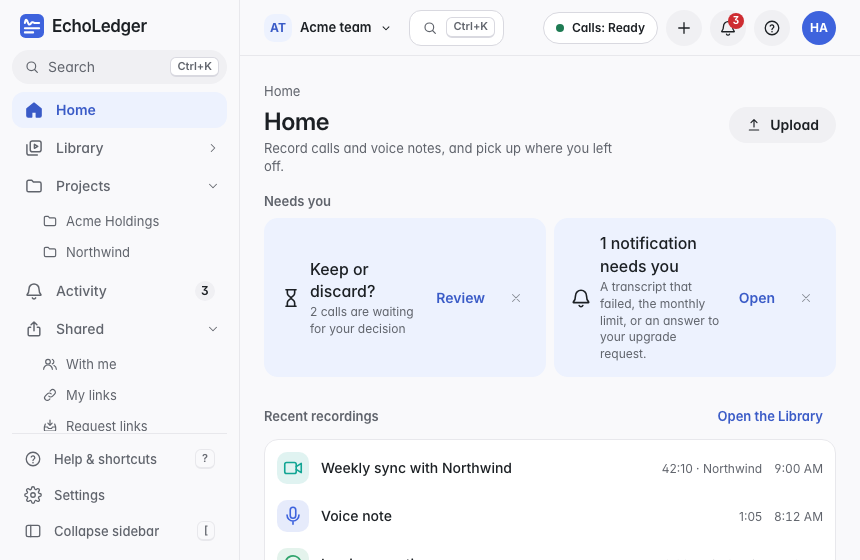 EchoLedger
Search Ctrl+K
Home
Library
Projects
Acme Holdings
Northwind
Activity 3
Shared
With me
My links
Request links
Help & shortcuts ?
Settings
Collapse sidebar [
AT Acme team Ctrl+K Calls: Ready 3 HA
Home
Home
Upload
Record calls and voice notes, and pick up where you left
off.
Needs you
Keep or
discard?
2 calls are waiting
for your decision
Review
1 notification
needs you
A transcript that
failed, the monthly
limit, or an answer to
your upgrade
request.
Open
Recent recordings Open the Library
Weekly sync with Northwind 42:10 · Northwind 9:00 AM
Voice note 1:05 8:12 AM